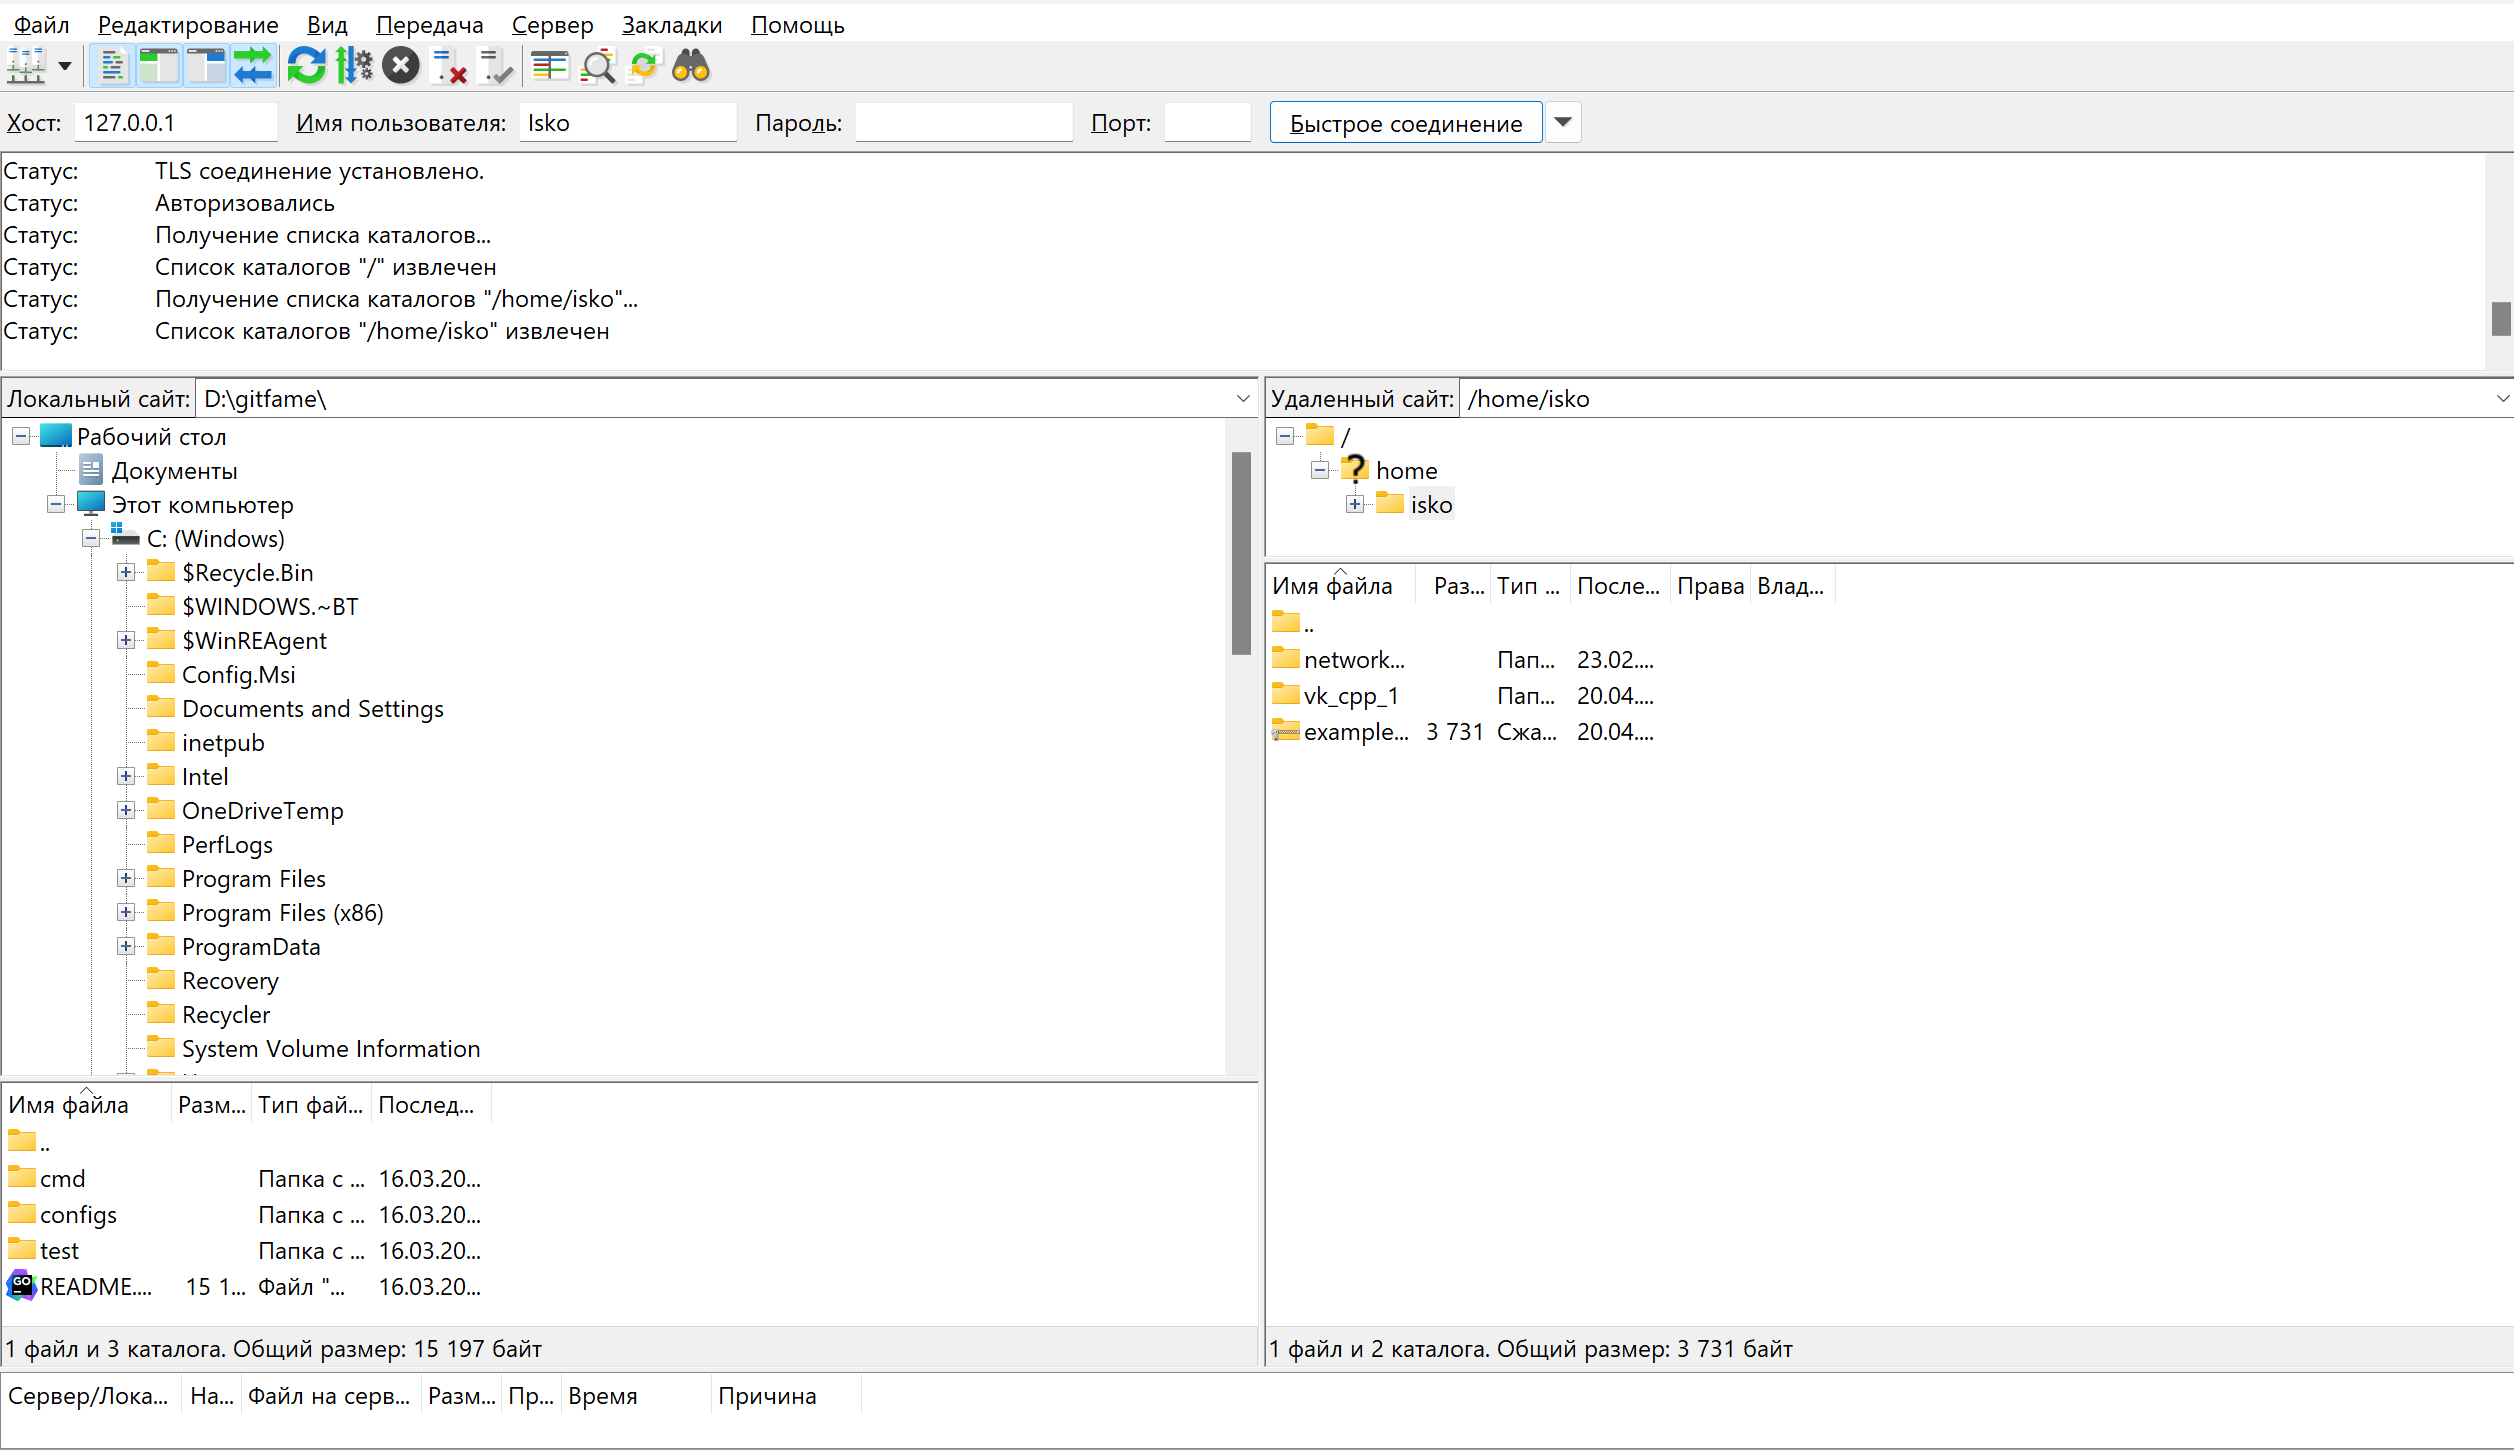 Файл Редактирование Вид Передача Сервер Закладки Помощь
Хост: 127.0.0.1 Имя пользователя: Isko Пароль: Порт: Быстрое соединение
Статус: TLS соединение установлено.
Статус: Авторизовались
Статус: Получение списка каталогов...
Статус: Список каталогов "/" извлечен
Статус: Получение списка каталогов "/home/isko"...
Статус: Список каталогов "/home/isko" извлечен
Локальный сайт: D:\gitfame\
Рабочий стол
Документы
Этот компьютер
C: (Windows)
$Recycle.Bin
$WINDOWS.~BT
$WinREAgent
Config.Msi
Documents and Settings
inetpub
Intel
OneDriveTemp
PerfLogs
Program Files
Program Files (x86)
ProgramData
Recovery
Recycler
System Volume Information
Имя файла Разм... Тип фай... Послед...
..
cmd Папка с ... 16.03.20...
configs Папка с ... 16.03.20...
test Папка с ... 16.03.20...
GO README.... 15 1... Файл "... 16.03.20...
1 файл и 3 каталога. Общий размер: 15 197 байт
Удаленный сайт: /home/isko
/
? home
isko
Имя файла Раз... Тип ... После... Права Влад...
..
network... Пап... 23.02....
vk_cpp_1 Пап... 20.04....
example... 3 731 Сжа... 20.04....
1 файл и 2 каталога. Общий размер: 3 731 байт
Сервер/Лока... На... Файл на серв... Разм... Пр... Время Причина